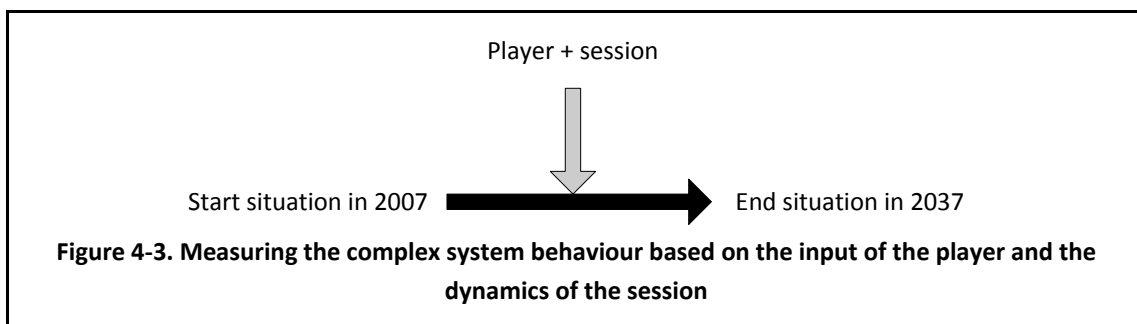 Player + session
Start situation in 2007
End situation in 2037
Figure 4-3. Measuring the complex system behaviour based on the input of the player and the
dynamics of the session